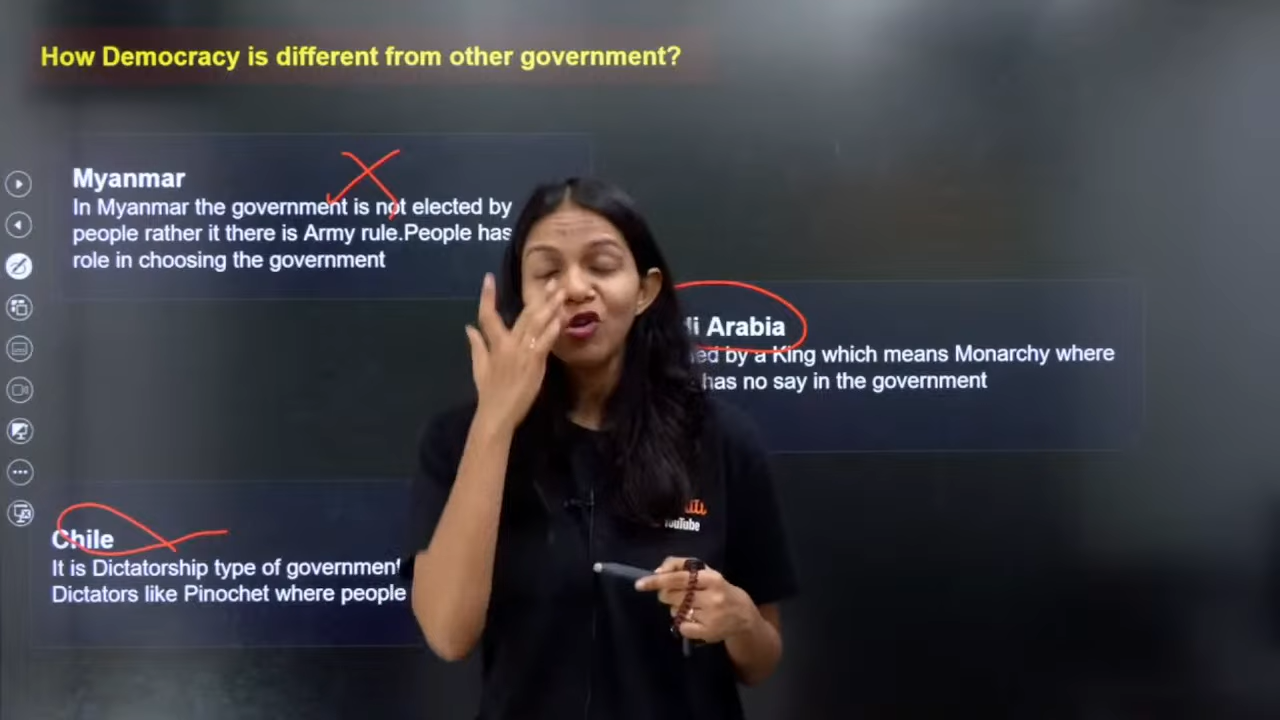 How Democracy is different from other government?
Myanmar
In Myanmar the government is not elected by
people rather it there is Army rule.People has
role in choosing the government
Arabia
by a King which means Monarchy where
has no say in the government
Chile
It is Dictatorship type of government
Dictators like Pinochet where people
YouTube